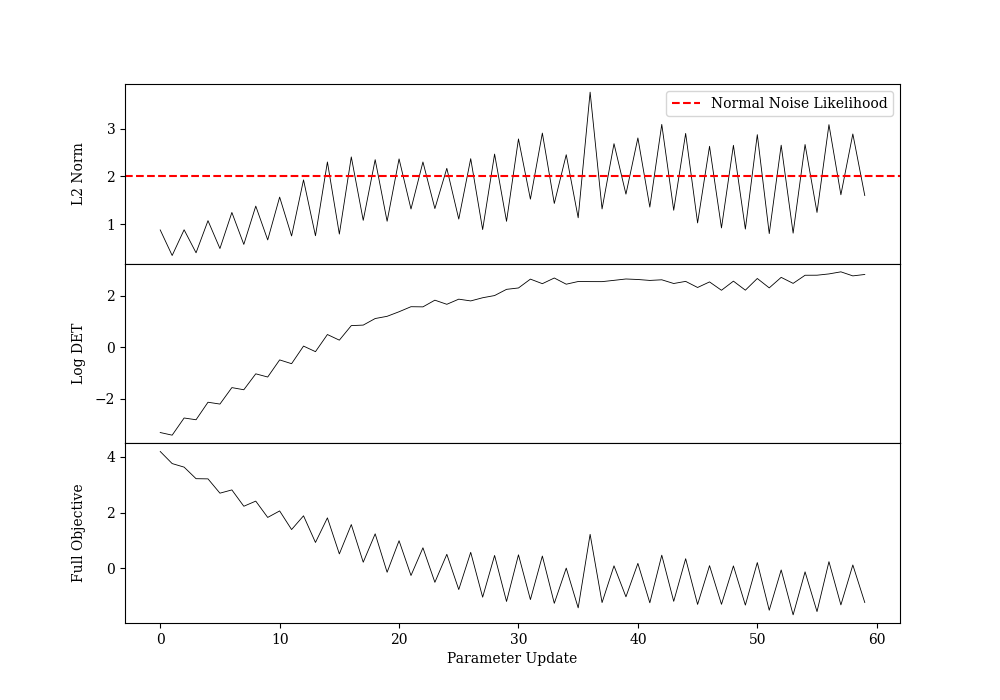 Normal Noise Likelihood
3
2
1
L2 Norm
2
0
−2
Log DET
4
2
0
Full Objective
0 10 20 30 40 50 60
Parameter Update